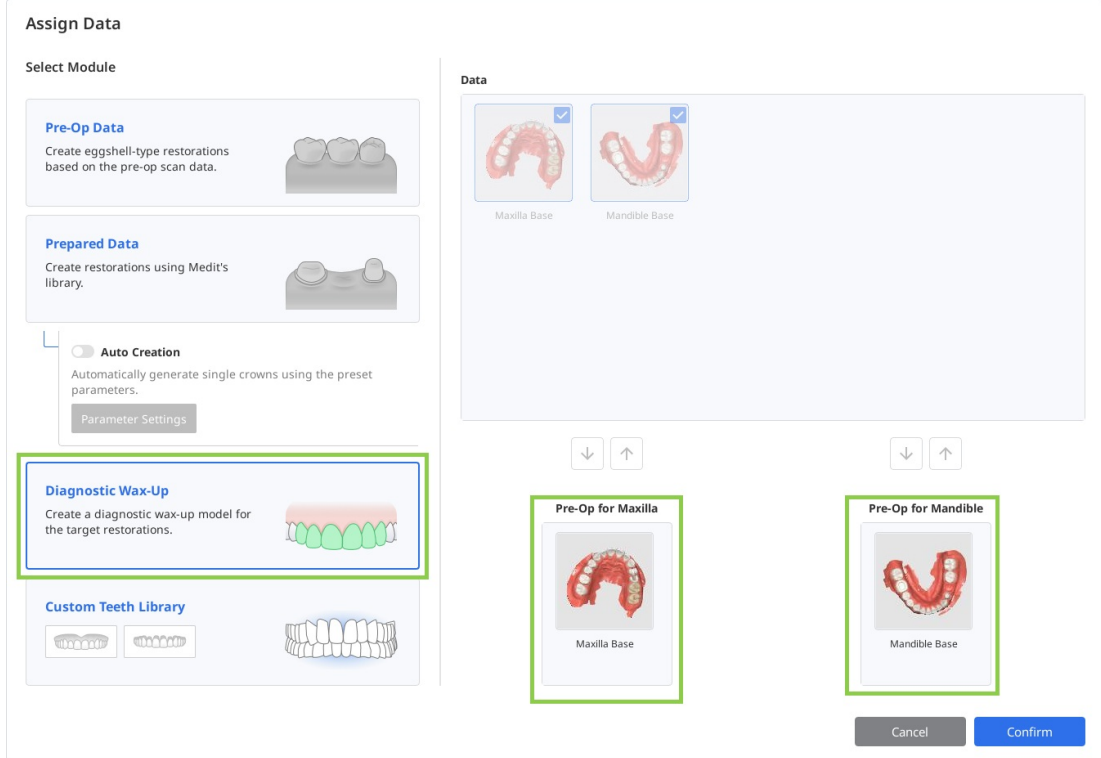 Assign Data
Select Module
Pre-Op Data
Create eggshell-type restorations
based on the pre-op scan data.
Prepared Data
Create restorations using Medit's
library.
Auto Creation
Automatically generate single crowns using the preset
parameters.
Parameter Settings
Diagnostic Wax-Up
Create a diagnostic wax-up model for
the target restorations.
Custom Teeth Library
Data
Maxilla Base
Mandible Base
Pre-Op for Maxilla
Maxilla Base
Pre-Op for Mandible
Mandible Base
Cancel
Confirm